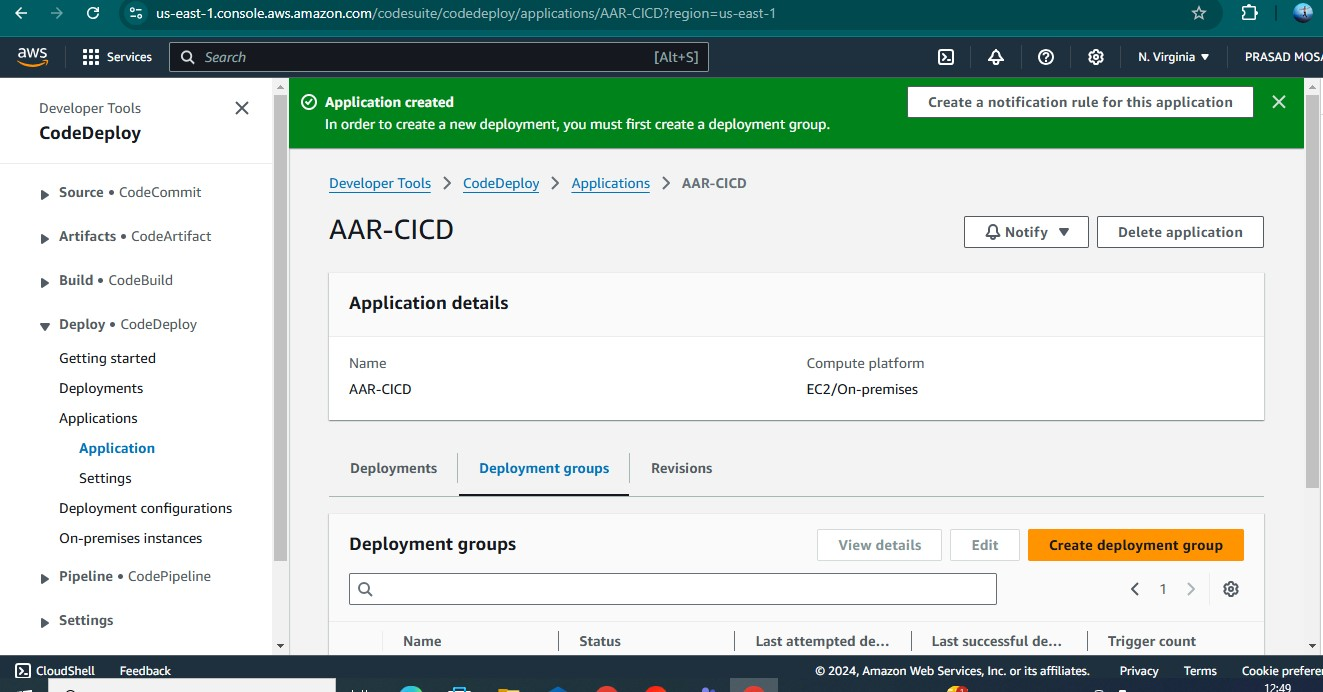 us-east-1.console.aws.amazon.com/codesuite/codedeploy/applications/AAR-CICD?region=us-east-1
aws Services Search [Alt+S] N. Virginia PRASAD
Developer Tools
CodeDeploy
Source • CodeCommit
Artifacts • CodeArtifact
Build • CodeBuild
Deploy • CodeDeploy
Getting started
Deployments
Applications
Application
Settings
Deployment configurations
On-premises instances
Pipeline • CodePipeline
Settings
Application created
In order to create a new deployment, you must first create a deployment group.
Create a notification rule for this application
Developer Tools > CodeDeploy > Applications > AAR-CICD
AAR-CICD
Notify Delete application
Application details
Name Compute platform
AAR-CICD EC2/On-premises
Deployments Deployment groups Revisions
Deployment groups View details Edit Create deployment group
1
Name Status Last attempted de... Last successful de... Trigger count
CloudShell Feedback © 2024, Amazon Web Services, Inc. or its affiliates. Privacy Terms Cookie
12:49